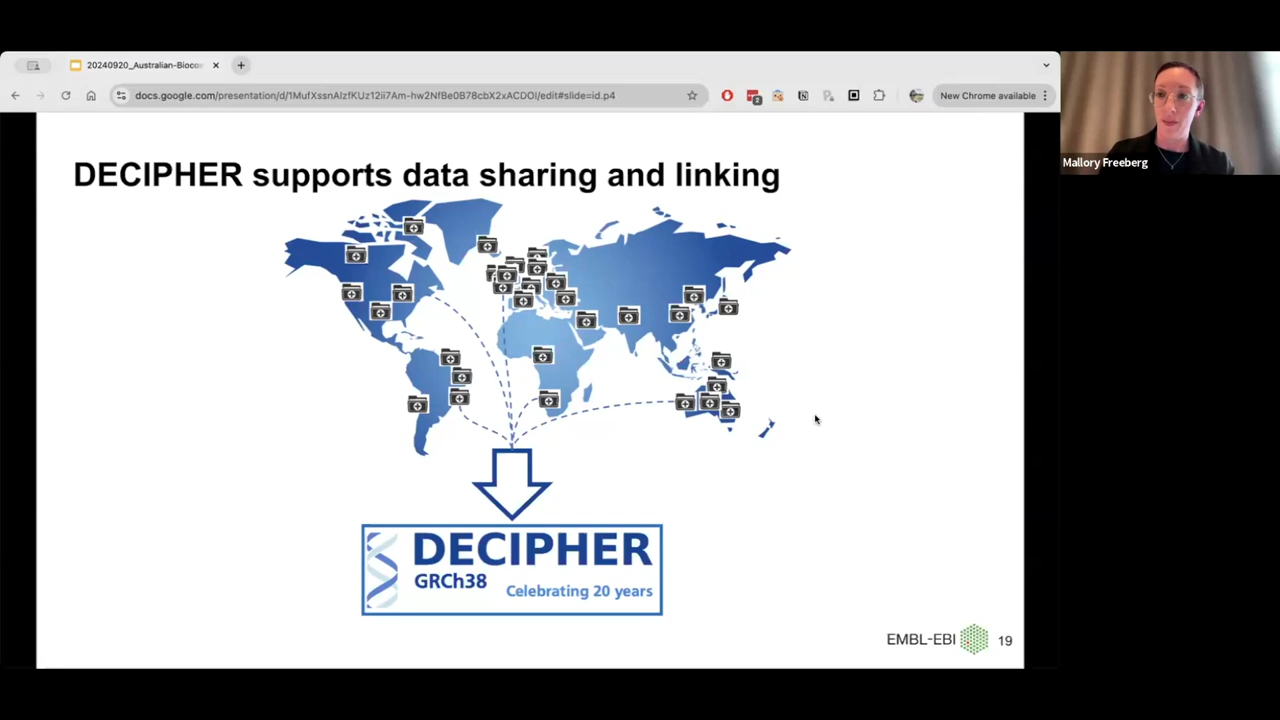 20240920_Australian-Bioco
docs.google.com/presentation/d/1MufXssnAlzfKUz12ii7Am-hw2NfBe0B78cbX2xACDOI/edit#slide=id.p4
2
New Chrome available
Mallory Freeberg
DECIPHER supports data sharing and linking
DECIPHER
GRCh38
Celebrating 20 years
EMBL-EBI
19